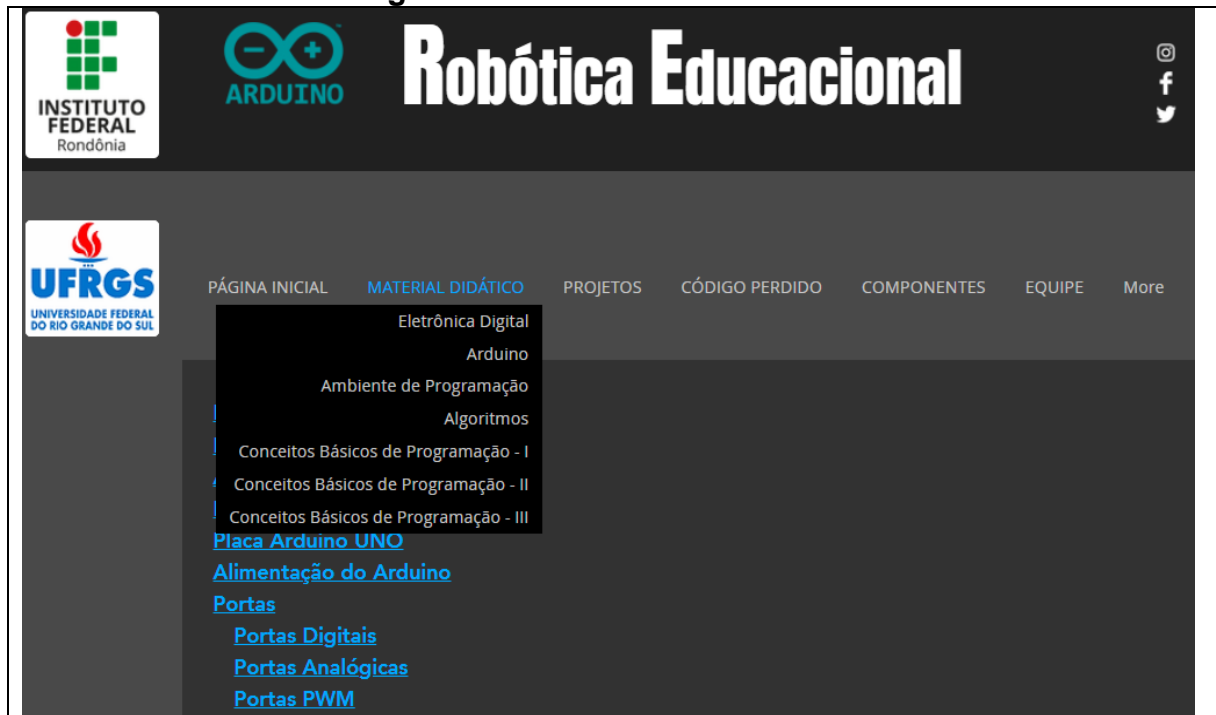 INSTITUTO
FEDERAL
Rondônia
ARDUINO
Robótica Educacional
UFRGS
UNIVERSIDADE FEDERAL
DO RIO GRANDE DO SUL
PÁGINA INICIAL MATERIAL DIDÁTICO PROJETOS CÓDIGO PERDIDO COMPONENTES EQUIPE More
Eletrônica Digital
Arduino
Ambiente de Programação
Algoritmos
Conceitos Básicos de Programação - I
Conceitos Básicos de Programação - II
Conceitos Básicos de Programação - III
Placa Arduino UNO
Alimentação do Arduino
Portas
Portas Digitais
Portas Analógicas
Portas PWM